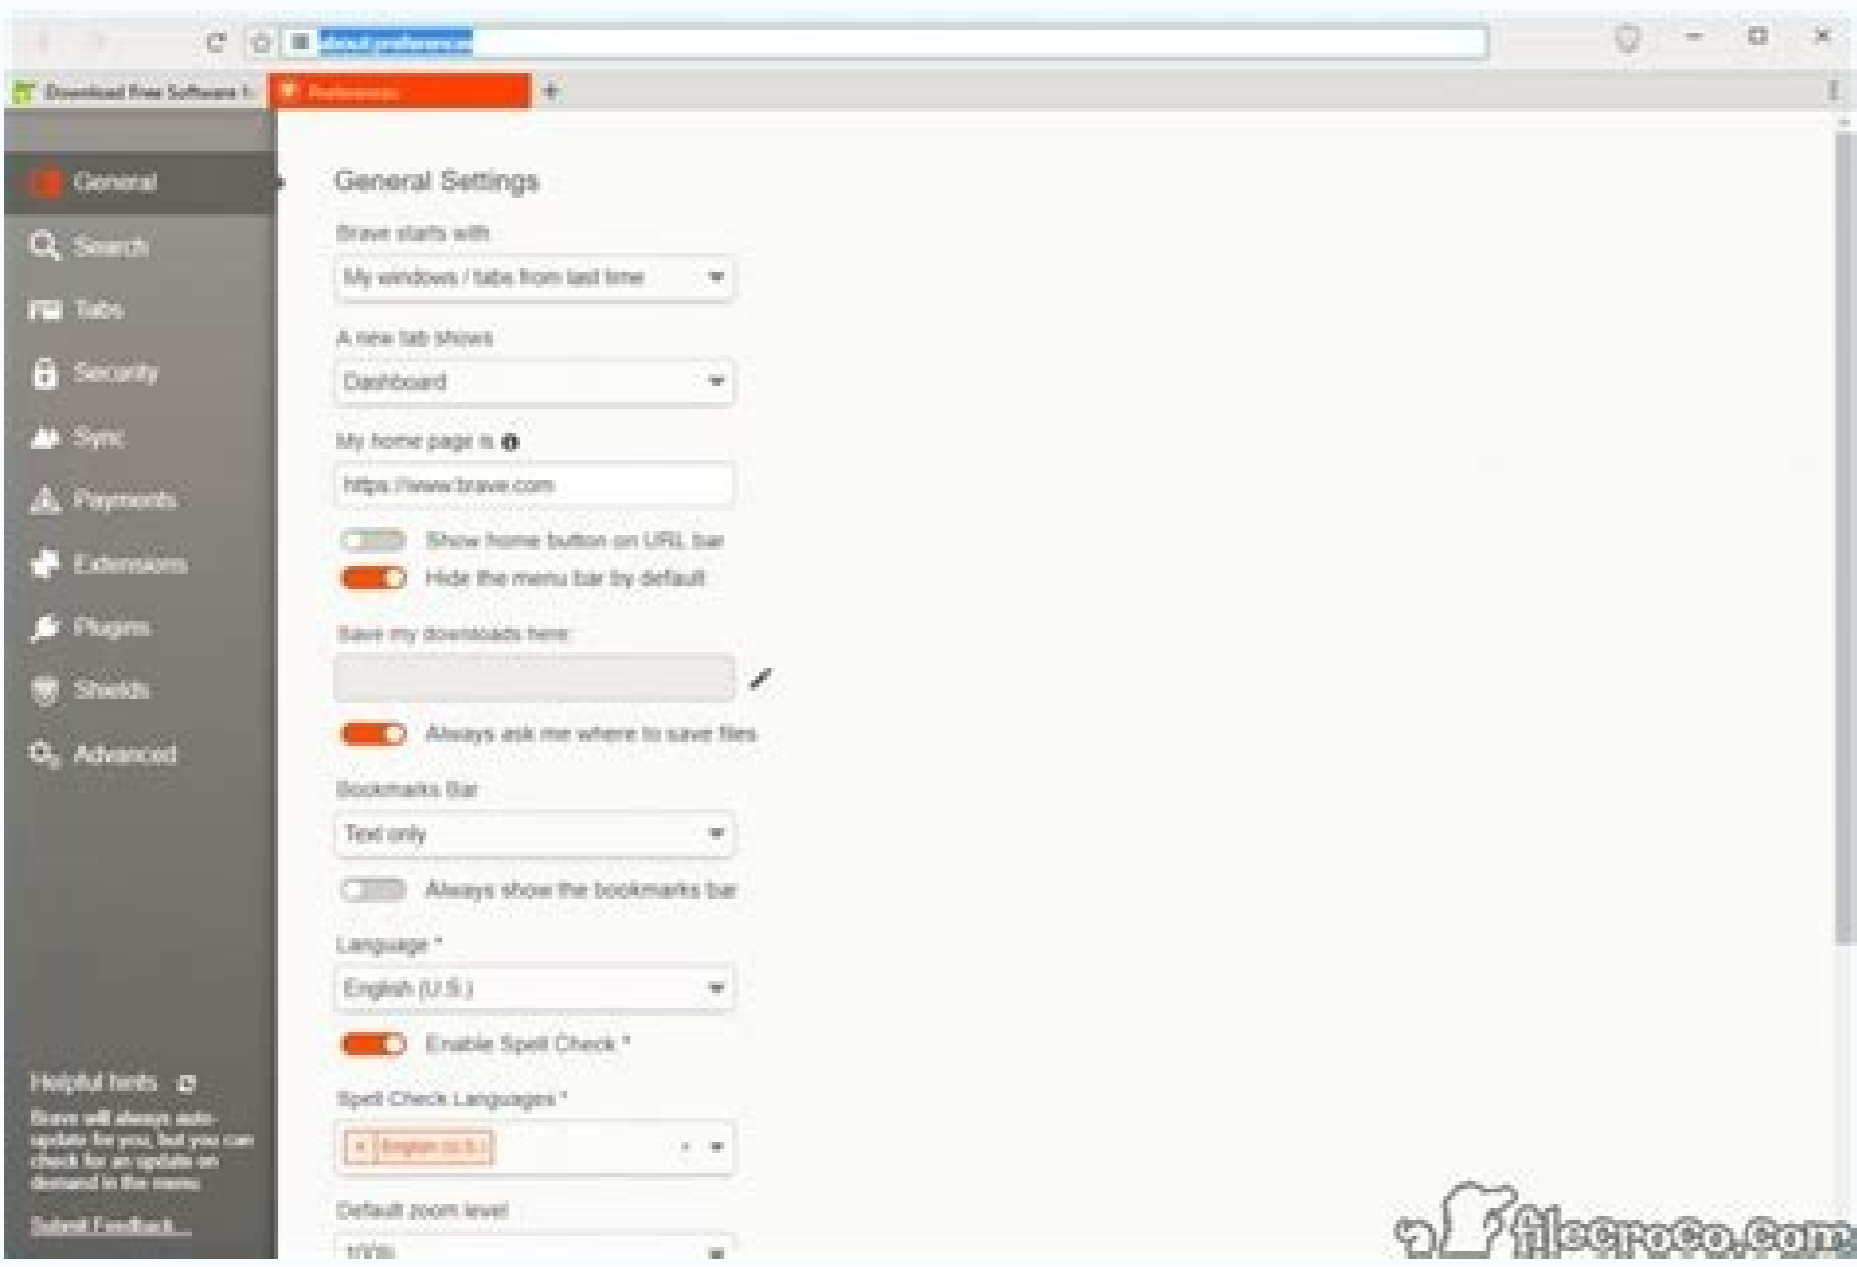 about:preferences
Download Free Software
Preferences
General
Search
Tabs
Security
Sync
Payments
Extensions
Plugins
Shields
Advanced
Helpful hints
Brave will always auto-
update for you, but you can
check for an update on
demand in the menu
Submit Feedback...
General Settings
Brave starts with
My windows / tabs from last time
A new tab shows
Dashboard
My home page is
https://www.brave.com
Show home button on URL bar
Hide the menu bar by default
Save my downloads here:
Always ask me where to save files
Bookmarks Bar
Text only
Always show the bookmarks bar
Language *
English (U.S.)
Enable Spell Check *
Spell Check Languages *
× English (U.S.)
Default zoom level
100%
filecroco.com